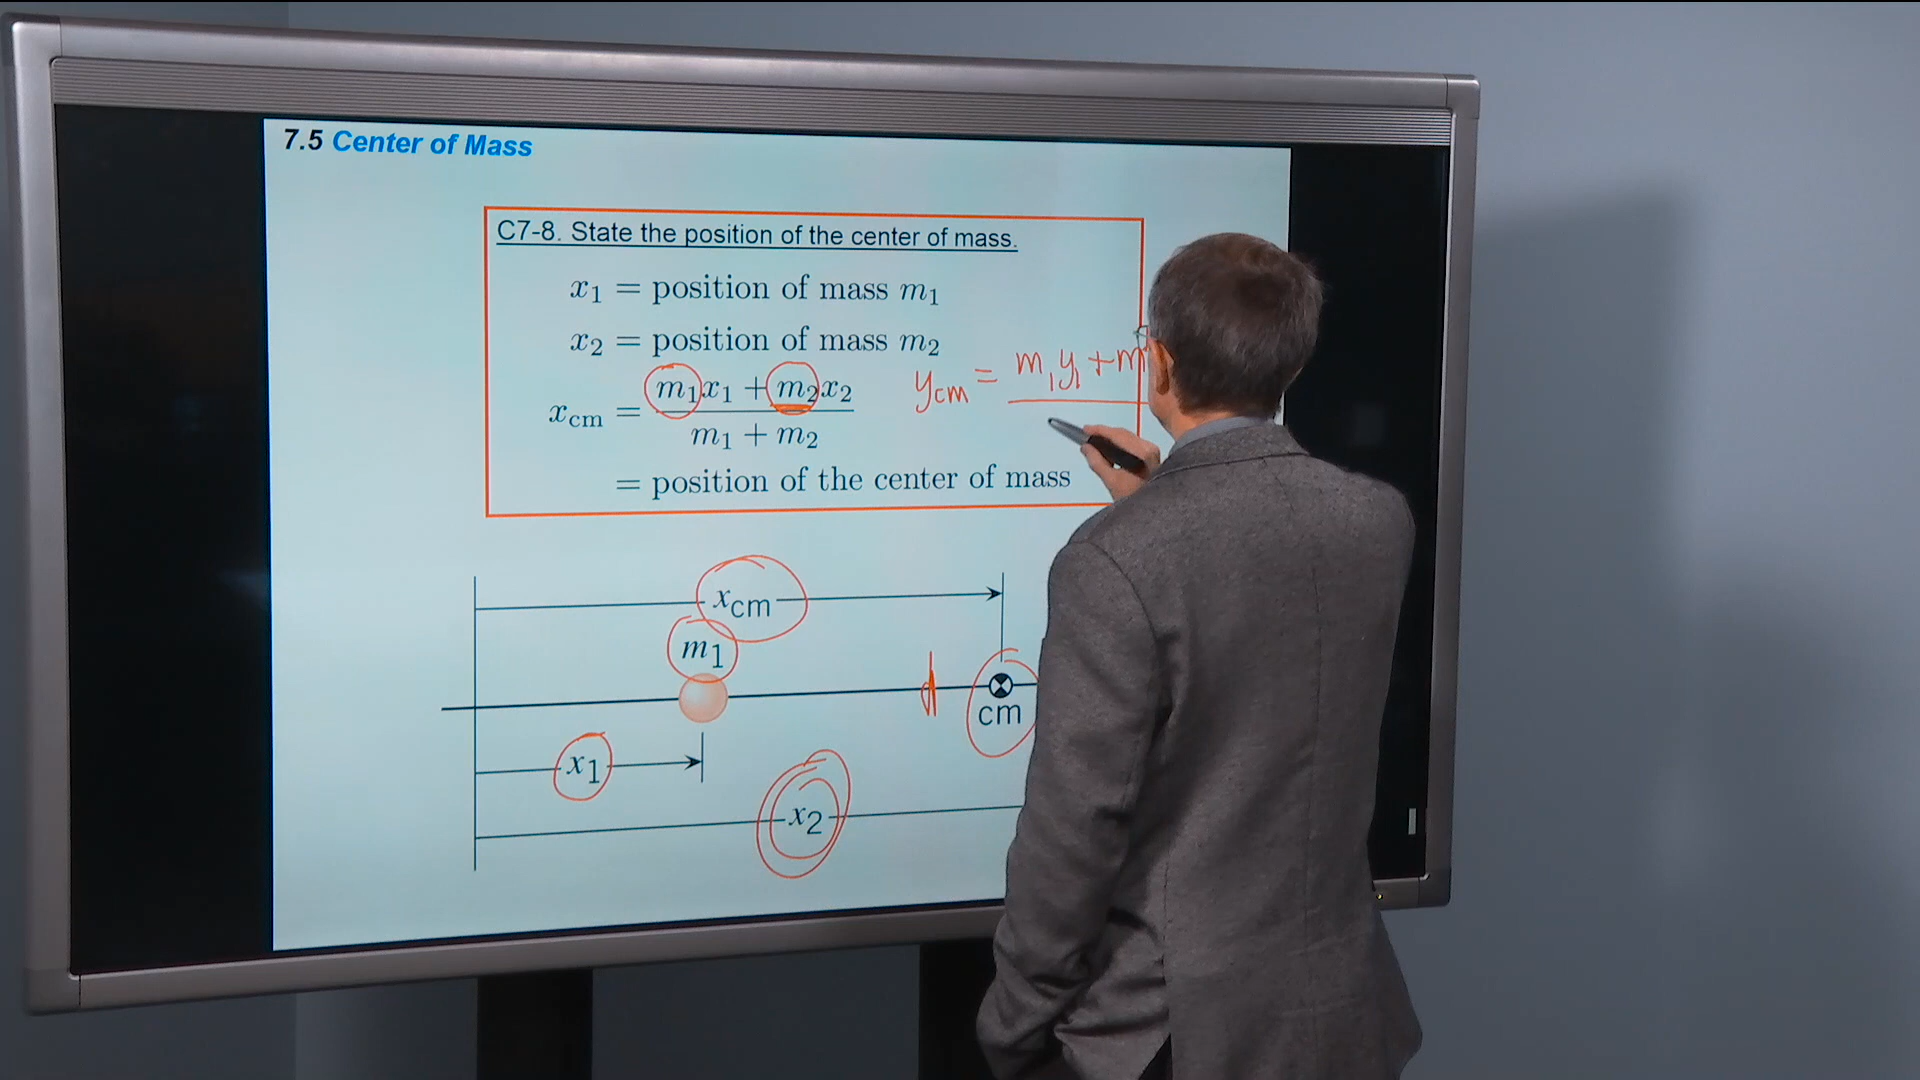 7.5 Center of Mass
C7-8. State the position of the center of mass.
x₁ = position of mass m₁
x₂ = position of mass m₂
x_cm = (m₁x₁ + m₂x₂) / (m₁ + m₂)
y_cm = m₁y₁ + m
= position of the center of mass
x_cm
m₁
cm
x₁
x₂